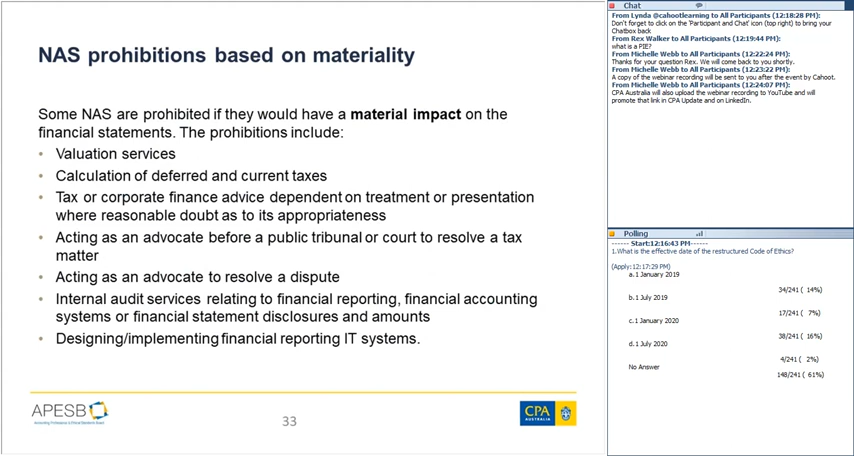 NAS prohibitions based on materiality
Some NAS are prohibited if they would have a material impact on the
financial statements. The prohibitions include:
• Valuation services
• Calculation of deferred and current taxes
• Tax or corporate finance advice dependent on treatment or presentation
where reasonable doubt as to its appropriateness
• Acting as an advocate before a public tribunal or court to resolve a tax
matter
• Acting as an advocate to resolve a dispute
• Internal audit services relating to financial reporting, financial accounting
systems or financial statement disclosures and amounts
• Designing/implementing financial reporting IT systems.
APESB
Accounting Professional & Ethical Standards Board
33
CPA
AUSTRALIA
Chat
From Lynda @cahootlearning to All Participants (12:18:28 PM):
Don't forget to click on the 'Participant and Chat' icon (top right) to bring your
Chatbox back
From Rex Walker to All Participants (12:19:44 PM):
what is a PIE?
From Michelle Webb to All Participants (12:22:24 PM):
Thanks for your question Rex. We will come back to you shortly.
From Michelle Webb to All Participants (12:23:22 PM):
A copy of the webinar recording will be sent to you after the event by Cahoot.
From Michelle Webb to All Participants (12:24:07 PM):
CPA Australia will also upload the webinar recording to YouTube and will
promote that link in CPA Update and on LinkedIn.
Polling
------ Start:12:16:43 PM------
1.What is the effective date of the restructured Code of Ethics?
(Apply:12:17:29 PM)
a.1 January 2019
34/241 ( 14%)
b.1 July 2019
17/241 ( 7%)
c.1 January 2020
38/241 ( 16%)
d.1 July 2020
4/241 ( 2%)
No Answer
148/241 ( 61%)